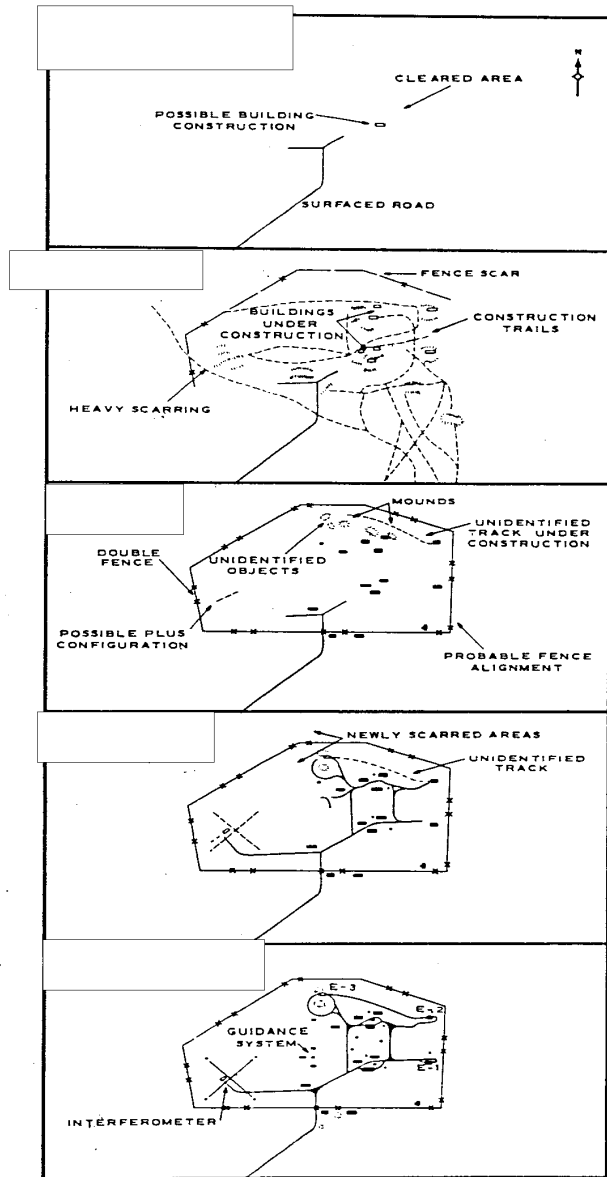 N
CLEARED AREA
POSSIBLE BUILDING
CONSTRUCTION
SURFACED ROAD
FENCE SCAR
BUILDINGS
UNDER
CONSTRUCTION
CONSTRUCTION
TRAILS
HEAVY SCARRING
MOUNDS
UNIDENTIFIED
TRACK UNDER
CONSTRUCTION
DOUBLE
FENCE
UNIDENTIFIED
OBJECTS
POSSIBLE PLUS
CONFIGURATION
PROBABLE FENCE
ALIGNMENT
NEWLY SCARRED AREAS
UNIDENTIFIED
TRACK
E-3
E-2
GUIDANCE
SYSTEM
E-1
INTERFEROMETER